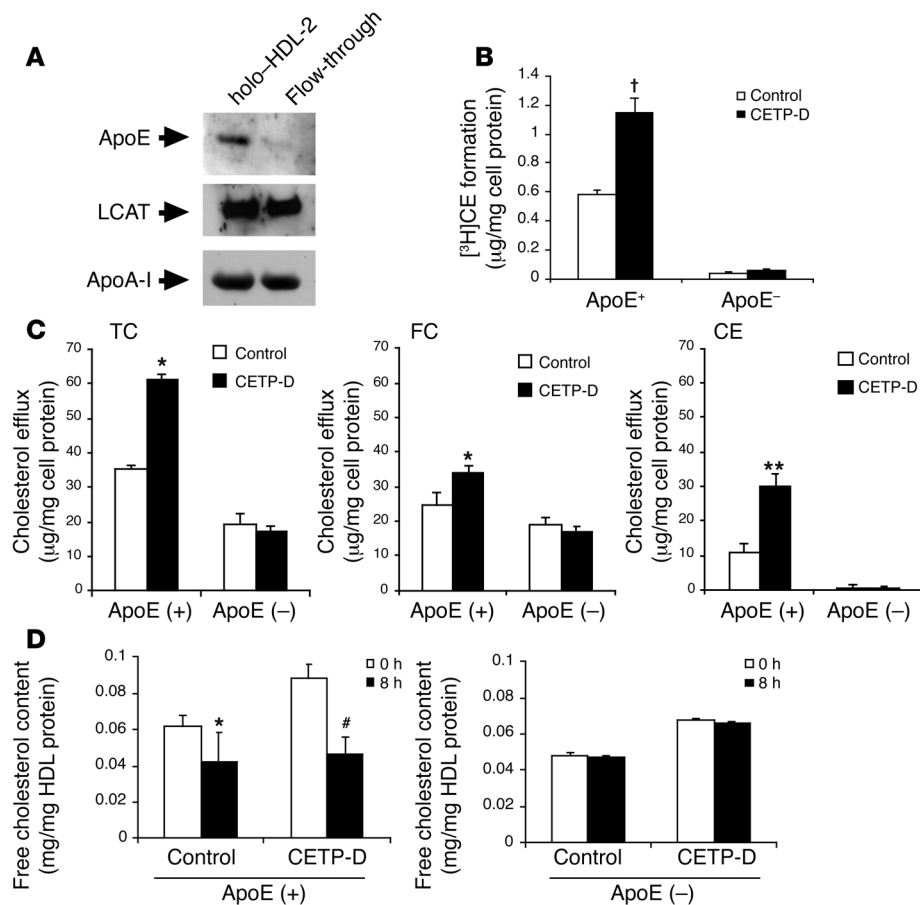 A
holo–HDL-2
Flow-through
ApoE
LCAT
ApoA-I
B
[³H]CE formation
(μg/mg cell protein)
1.4
1.2
1
0.8
0.6
0.4
0.2
0
†
Control
CETP-D
ApoE⁺
ApoE⁻
C
TC
Cholesterol efflux
(μg/mg cell protein)
70
60
50
40
30
20
10
0
*
Control
CETP-D
ApoE (+)
ApoE (–)
FC
Cholesterol efflux
(μg/mg cell protein)
70
60
50
40
30
20
10
0
*
Control
CETP-D
ApoE (+)
ApoE (–)
CE
Cholesterol efflux
(μg/mg cell protein)
70
60
50
40
30
20
10
0
**
Control
CETP-D
ApoE (+)
ApoE (–)
D
Free cholesterol content
(mg/mg HDL protein)
0.1
0.08
0.06
0.04
0.02
0
*
#
0 h
8 h
Control
CETP-D
ApoE (+)
Free cholesterol content
(mg/mg HDL protein)
0.1
0.08
0.06
0.04
0.02
0
0 h
8 h
Control
CETP-D
ApoE (–)